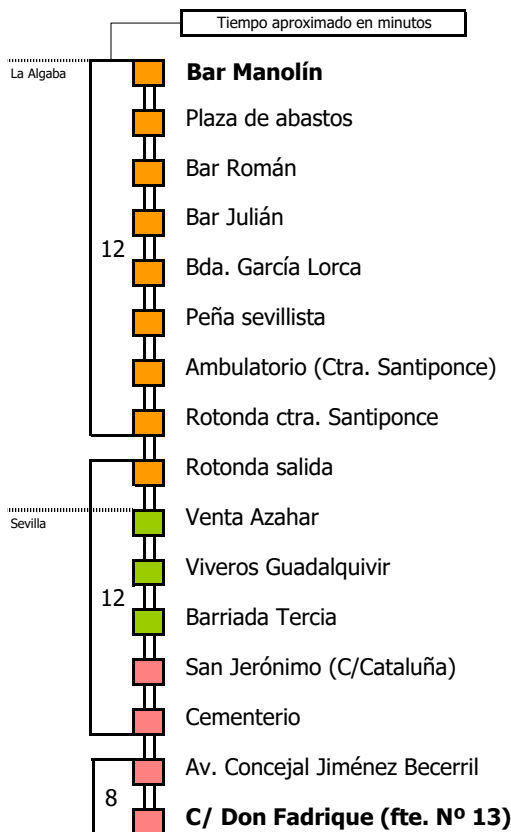 Tiempo aproximado en minutos
La Algaba
Bar Manolín
Plaza de abastos
Bar Román
Bar Julián
12
Bda. García Lorca
Peña sevillista
Ambulatorio (Ctra. Santiponce)
Rotonda ctra. Santiponce
Rotonda salida
Sevilla
Venta Azahar
Viveros Guadalquivir
12
Barriada Tercia
San Jerónimo (C/Cataluña)
Cementerio
Av. Concejal Jiménez Becerril
8
C/ Don Fadrique (fte. Nº 13)